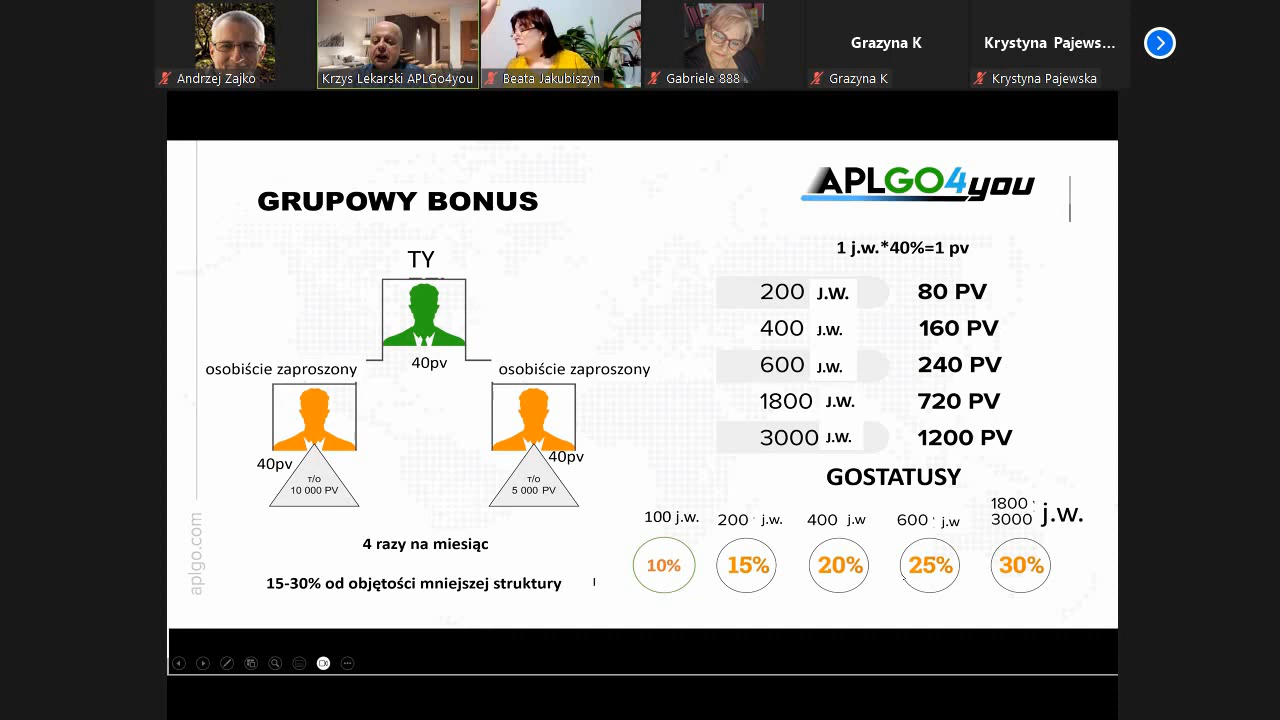 Grazyna K
Krystyna Pajews...
Andrzej Zajko
Krzys Lekarski APLGo4you
Beata Jakubiszyn
Gabriele 888
Grazyna K
Krystyna Pajewska
APLGO4you
GRUPOWY BONUS
1 j.w.*40%=1 pv
TY
200 J.W. 80 PV
400 J.W. 160 PV
600 J.W. 240 PV
1800 J.W. 720 PV
3000 J.W. 1200 PV
40pv
osobiście zaproszony
osobiście zaproszony
40pv
40pv
т/о
10 000 PV
т/о
5 000 PV
GOSTATUSY
100 j.w.
200 j.w.
400 j.w
600 j.w
1800
3000 j.w.
10%
15%
20%
25%
30%
4 razy na miesiąc
15-30% od objętości mniejszej struktury
aplgo.com